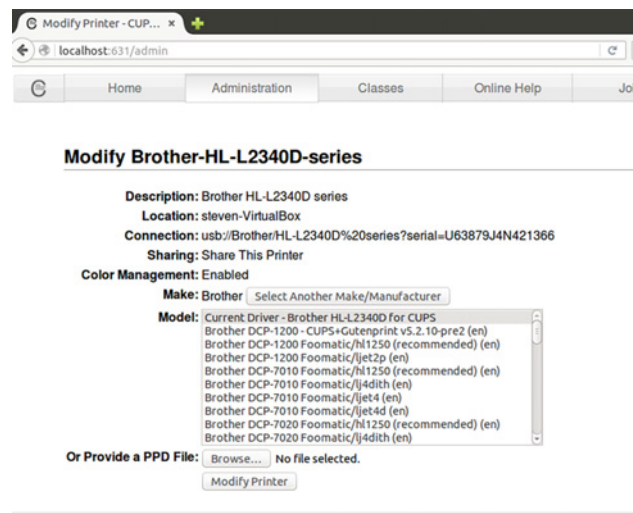 Modify Printer - CUP... ×
localhost:631/admin
Home Administration Classes Online Help Jo
Modify Brother-HL-L2340D-series
Description: Brother HL-L2340D series
Location: steven-VirtualBox
Connection: usb://Brother/HL-L2340D%20series?serial=U63879J4N421366
Sharing: Share This Printer
Color Management: Enabled
Make: Brother Select Another Make/Manufacturer
Model: Current Driver - Brother HL-L2340D for CUPS
Brother DCP-1200 - CUPS+Gutenprint v5.2.10-pre2 (en)
Brother DCP-1200 Foomatic/hl1250 (recommended) (en)
Brother DCP-1200 Foomatic/ljet2p (en)
Brother DCP-7010 Foomatic/hl1250 (recommended) (en)
Brother DCP-7010 Foomatic/lj4dith (en)
Brother DCP-7010 Foomatic/ljet4 (en)
Brother DCP-7010 Foomatic/ljet4d (en)
Brother DCP-7020 Foomatic/hl1250 (recommended) (en)
Brother DCP-7020 Foomatic/lj4dith (en)
Or Provide a PPD File: Browse... No file selected.
Modify Printer